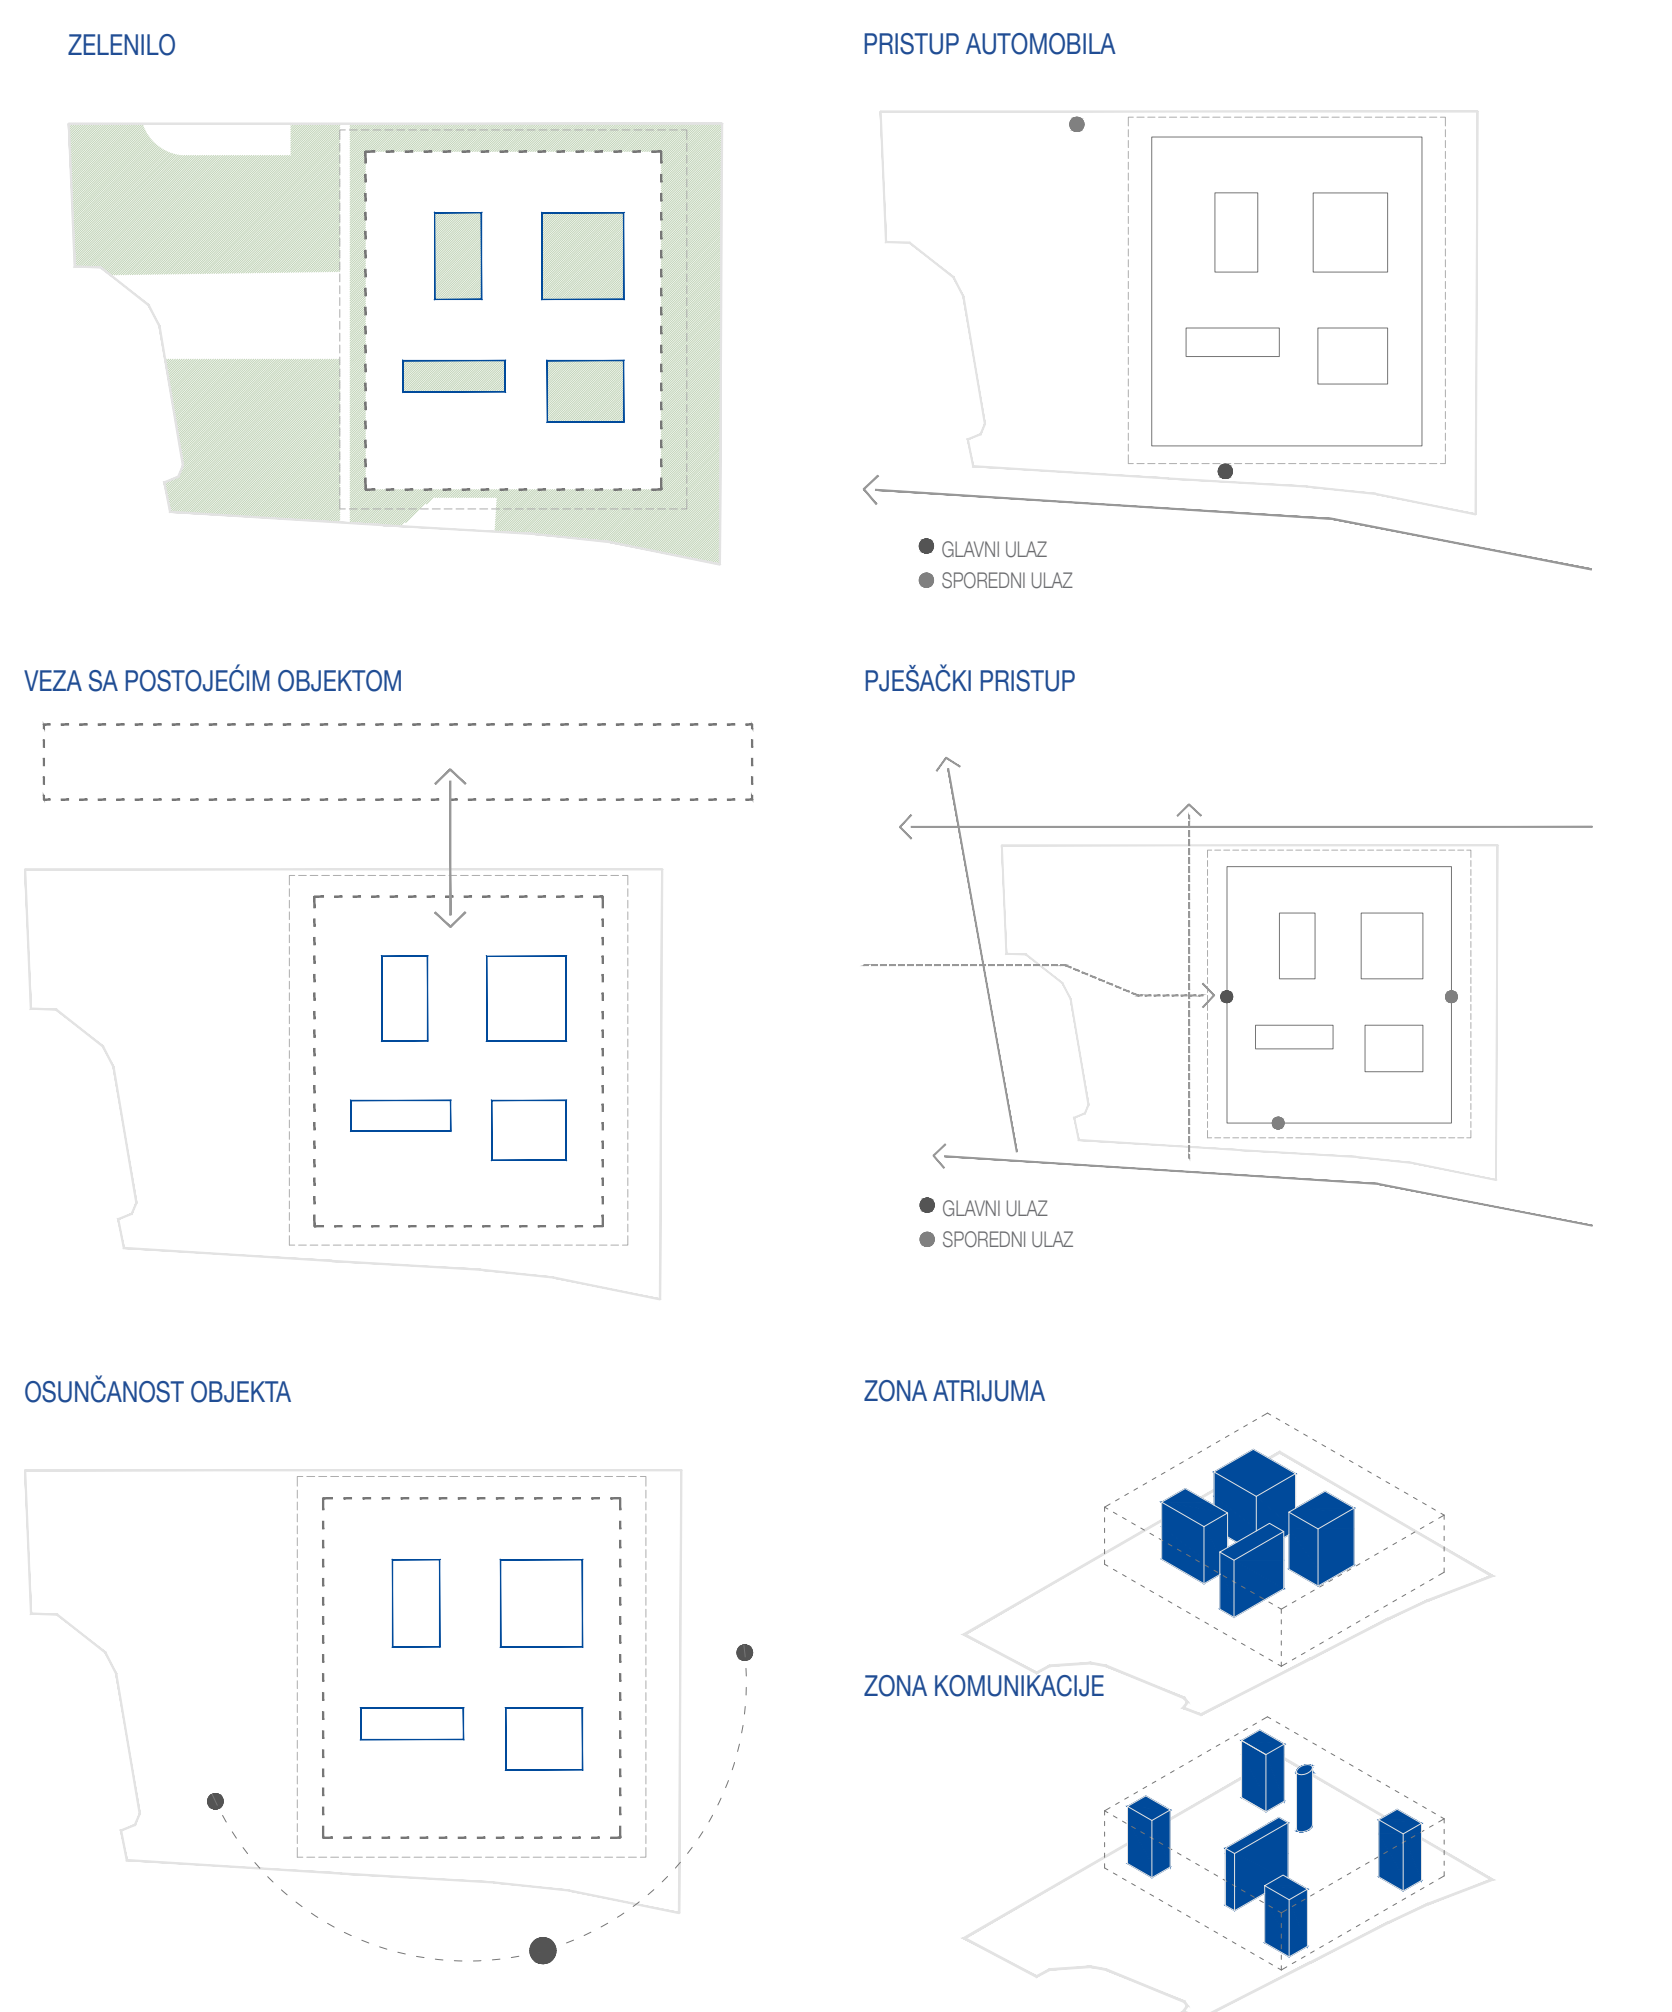 ZELENILO
PRISTUP AUTOMOBILA
GLAVNI ULAZ
SPOREDNI ULAZ
VEZA SA POSTOJEĆIM OBJEKTOM
PJEŠAČKI PRISTUP
GLAVNI ULAZ
SPOREDNI ULAZ
OSUNČANOST OBJEKTA
ZONA ATRIJUMA
ZONA KOMUNIKACIJE